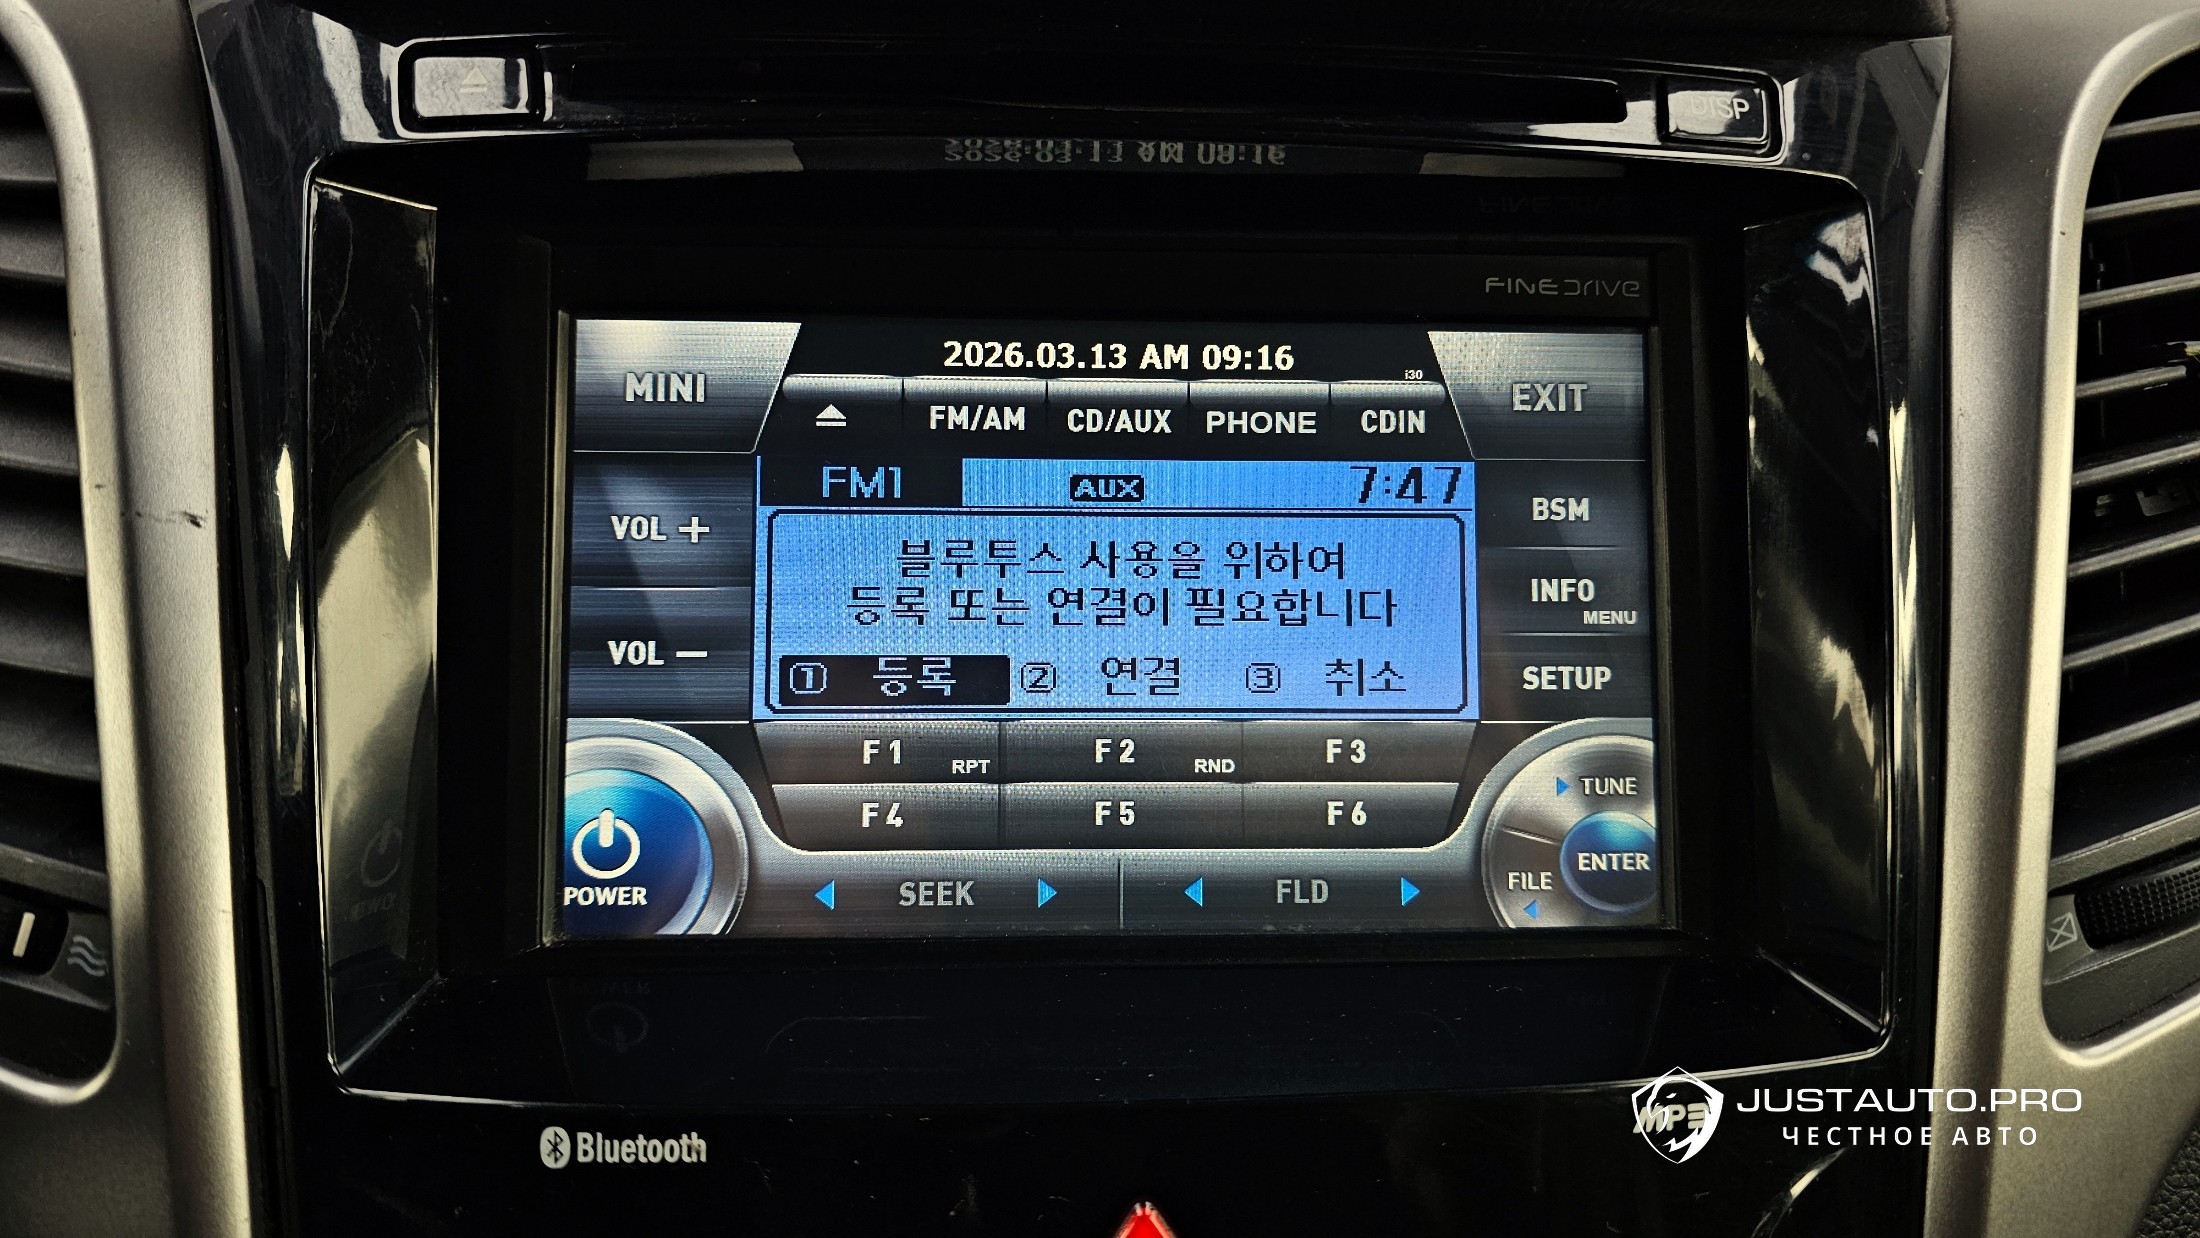 DISP
FINEDRIVE
2026.03.13 AM 09:16
i30
MINI
FM/AM
CD/AUX
PHONE
CDIN
EXIT
FM1
AUX
7:47
VOL +
VOL −
블루투스 사용을 위하여
등록 또는 연결이 필요합니다
① 등록 ② 연결 ③ 취소
BSM
INFO
MENU
SETUP
F1 RPT
F2 RND
F3
F4
F5
F6
POWER
SEEK
FLD
TUNE
FILE
ENTER
Bluetooth
MP3
JUSTAUTO.PRO
ЧЕСТНОЕ АВТО